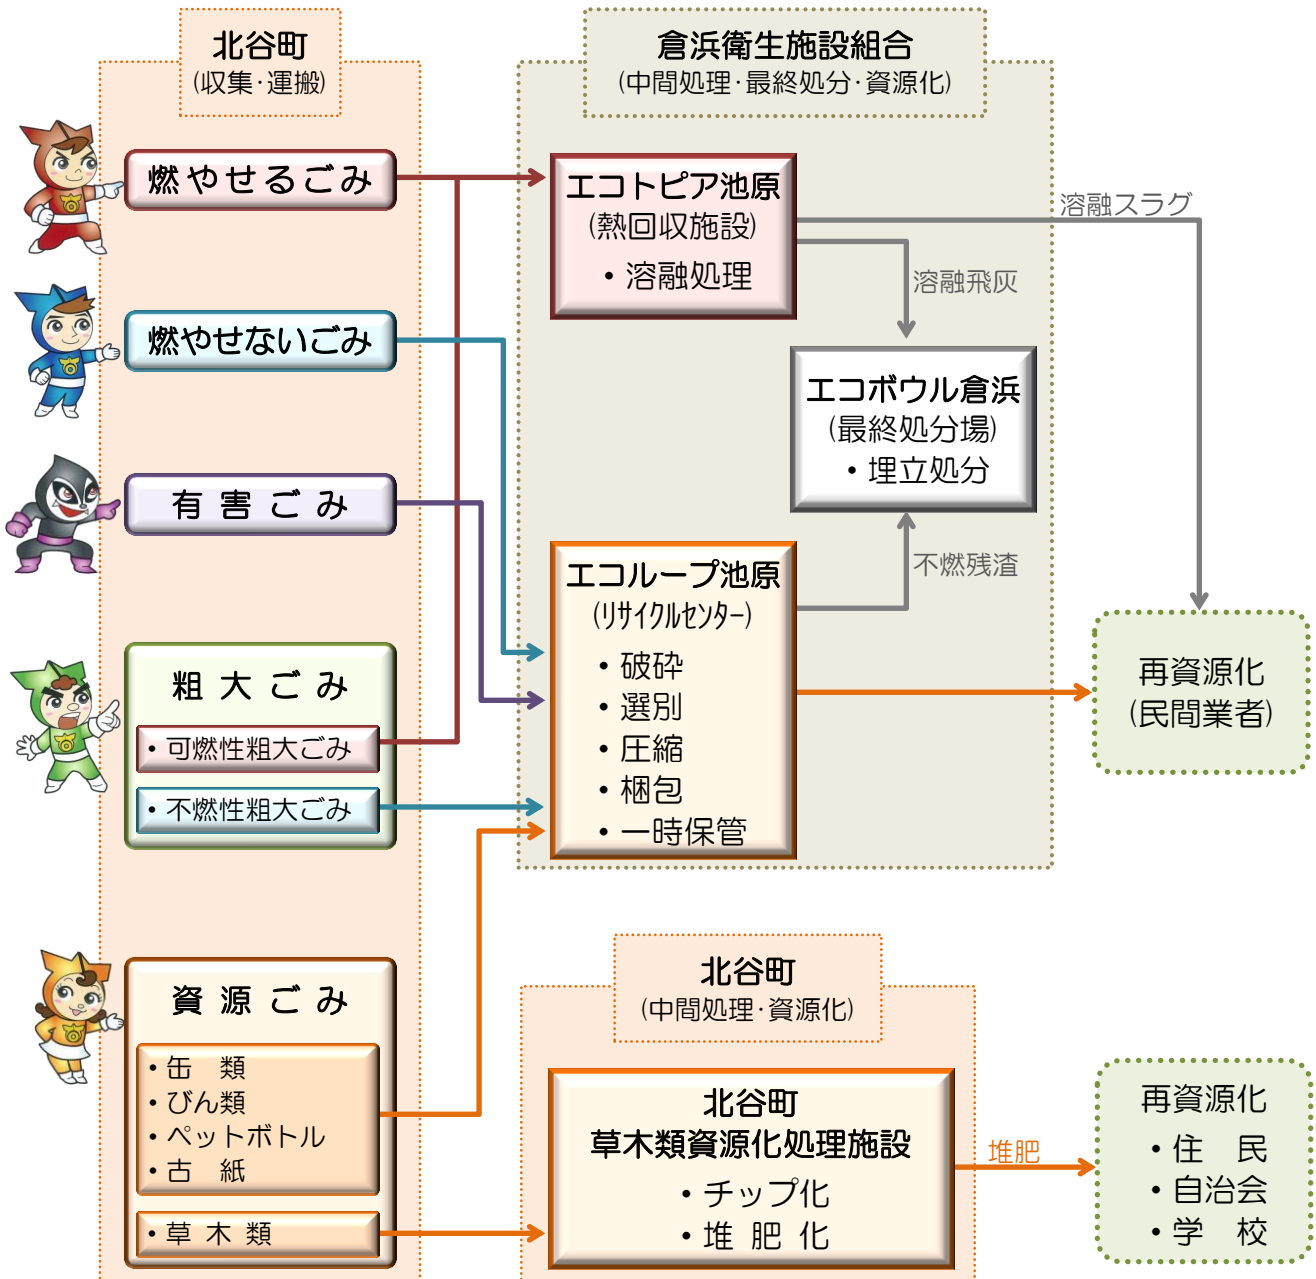 北谷町
(収集･運搬)
倉浜衛生施設組合
(中間処理･最終処分･資源化)
燃やせるごみ
燃やせないごみ
有害ごみ
粗大ごみ
・可燃性粗大ごみ
・不燃性粗大ごみ
資源ごみ
・缶　類
・びん類
・ペットボトル
・古　紙
・草木類
エコトピア池原
(熱回収施設)
・溶融処理
溶融スラグ
溶融飛灰
エコボウル倉浜
(最終処分場)
・埋立処分
不燃残渣
エコループ池原
(ﾘｻｲｸﾙｾﾝﾀｰ)
・破砕
・選別
・圧縮
・梱包
・一時保管
再資源化
(民間業者)
北谷町
(中間処理･資源化)
北谷町
草木類資源化処理施設
・チップ化
・堆肥化
堆肥
再資源化
・住　民
・自治会
・学　校